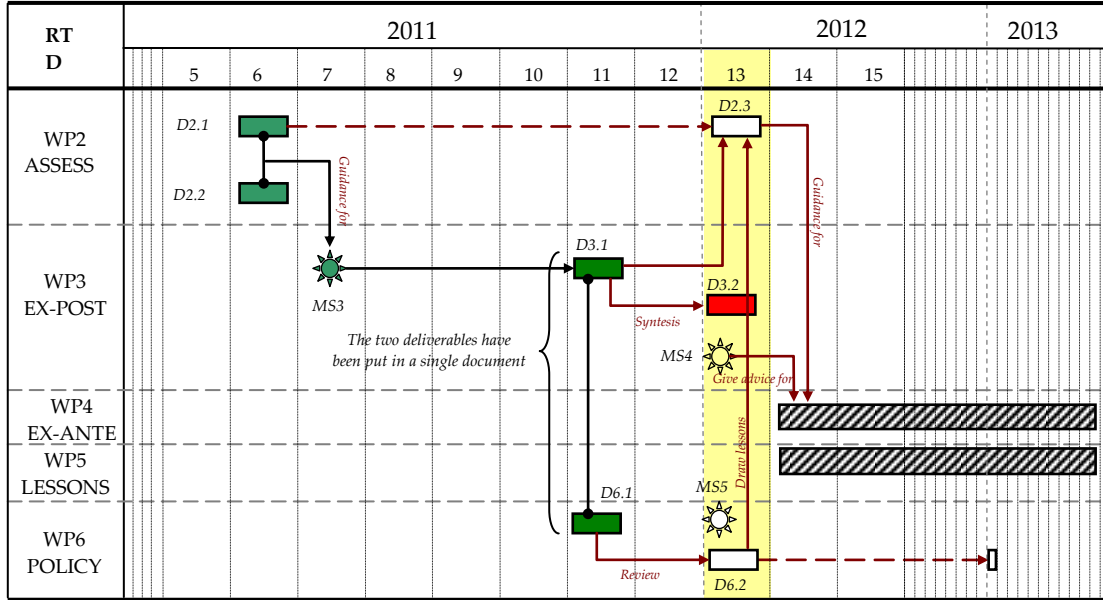 RT
D
2011
2012
2013
5
6
7
8
9
10
11
12
13
14
15
WP2
ASSESS
D2.1
D2.2
D2.3
Guidance for
Guidance for
WP3
EX-POST
MS3
D3.1
D3.2
Syntesis
The two deliverables have
been put in a single document
MS4
Give advice for
WP4
EX-ANTE
Draw lessons
WP5
LESSONS
WP6
POLICY
D6.1
MS5
Review
D6.2